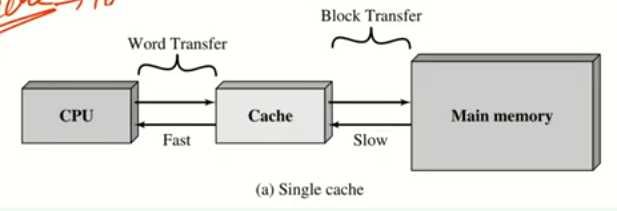 Block Transfer
Word Transfer
CPU
Cache
Main memory
Fast
Slow
(a) Single cache